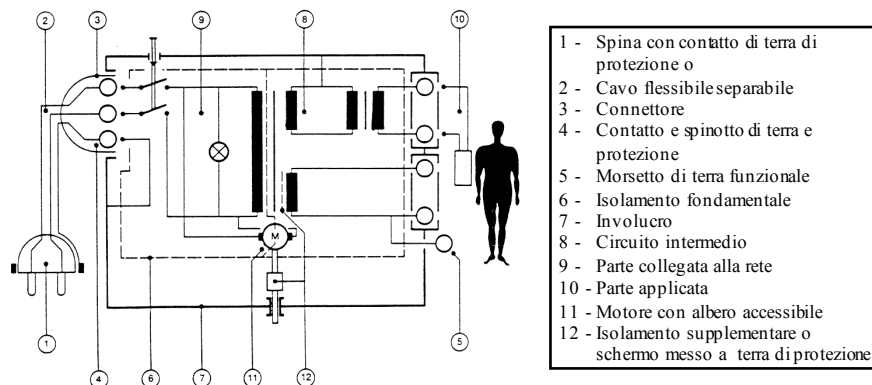 2
3
9
8
10
M
1
4
6
7
11
12
5
1 - Spina con contatto di terra di
protezione o
2 - Cavo flessibile separabile
3 - Connettore
4 - Contatto e spinotto di terra e
protezione
5 - Morsetto di terra funzionale
6 - Isolamento fondamentale
7 - Involucro
8 - Circuito intermedio
9 - Parte collegata alla rete
10 - Parte applicata
11 - Motore con albero accessibile
12 - Isolamento supplementare o
schermo messo a terra di protezione